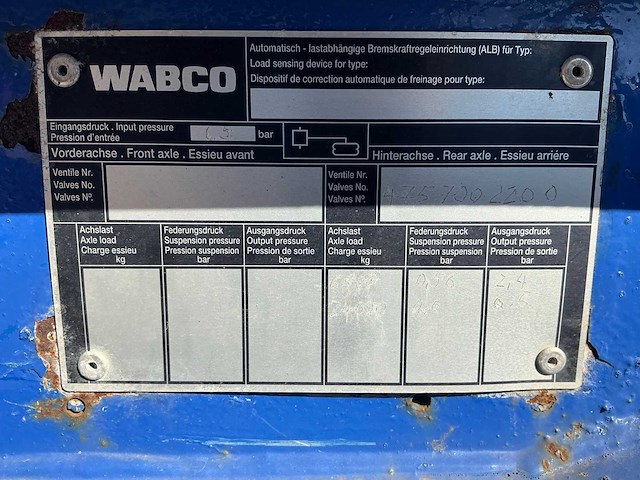 WABCO
Automatisch - lastabhängige Bremskraftregeleinrichtung (ALB) für Typ:
Load sensing device for type:
Dispositif de correction automatique de freinage pour type:
Eingangsdruck . Input pressure
Pression d'entrée
bar
Vorderachse . Front axle . Essieu avant
Hinterachse . Rear axle . Essieu arrière
Ventile Nr.
Valves No.
Valves Nº.
Ventile Nr.
Valves No.
Valves Nº.
Achslast
Axle load
Charge essieu
kg
Federungsdruck
Suspension pressure
Pression suspension
bar
Ausgangsdruck
Output pressure
Pression de sortie
bar
Achslast
Axle load
Charge essieu
kg
Federungsdruck
Suspension pressure
Pression suspension
bar
Ausgangsdruck
Output pressure
Pression de sortie
bar
2,4